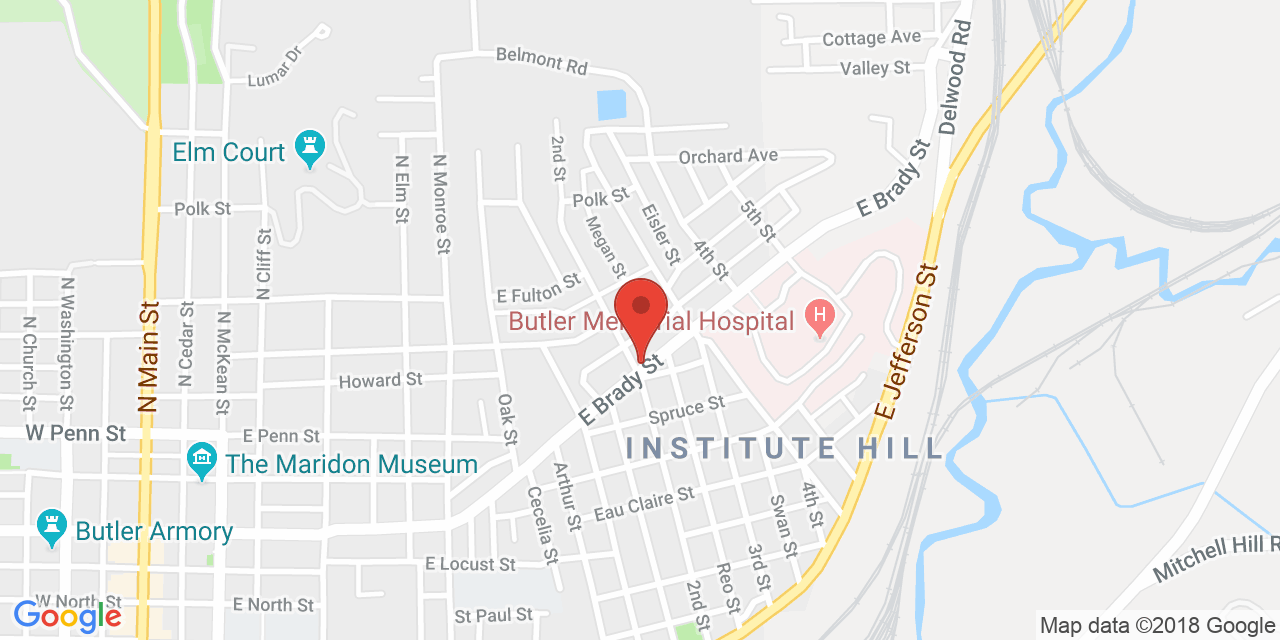 Cottage Ave
Valley St
Delwood Rd
Belmont Rd
Lumar Dr
2nd St
Elm Court
N Elm St
N Monroe St
Orchard Ave
E Brady St
Polk St
Polk St
Eisler St
5th St
4th St
Megan St
N Cliff St
E Fulton St
N Washington St
N Church St
N Main St
N Cedar St
N McKean St
Butler Memorial Hospital
H
E Jefferson St
Howard St
E Brady St
Oak St
Spruce St
W Penn St
E Penn St
INSTITUTE HILL
The Maridon Museum
Arthur St
Cecelia St
Eau Claire St
4th St
Swan St
Butler Armory
E Locust St
3rd St
Reo St
2nd St
Mitchell Hill R
W North St
E North St
St Paul St
Google
Map data ©2018 Google